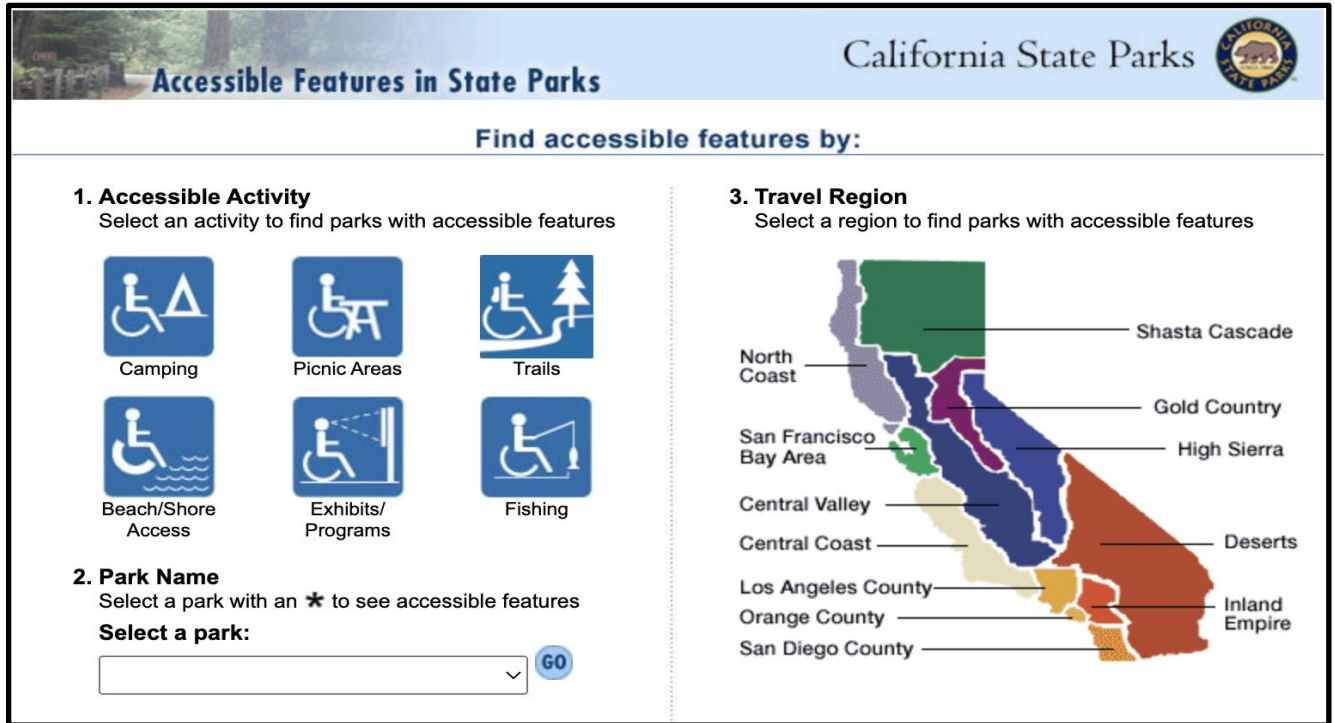 Accessible Features in State Parks
California State Parks
CALIFORNIA
STATE PARKS
Find accessible features by:
1. Accessible Activity
Select an activity to find parks with accessible features
Camping
Picnic Areas
Trails
Beach/Shore
Access
Exhibits/
Programs
Fishing
2. Park Name
Select a park with an * to see accessible features
Select a park:
GO
3. Travel Region
Select a region to find parks with accessible features
Shasta Cascade
North
Coast
Gold Country
San Francisco
Bay Area
High Sierra
Central Valley
Central Coast
Deserts
Los Angeles County
Inland
Empire
Orange County
San Diego County